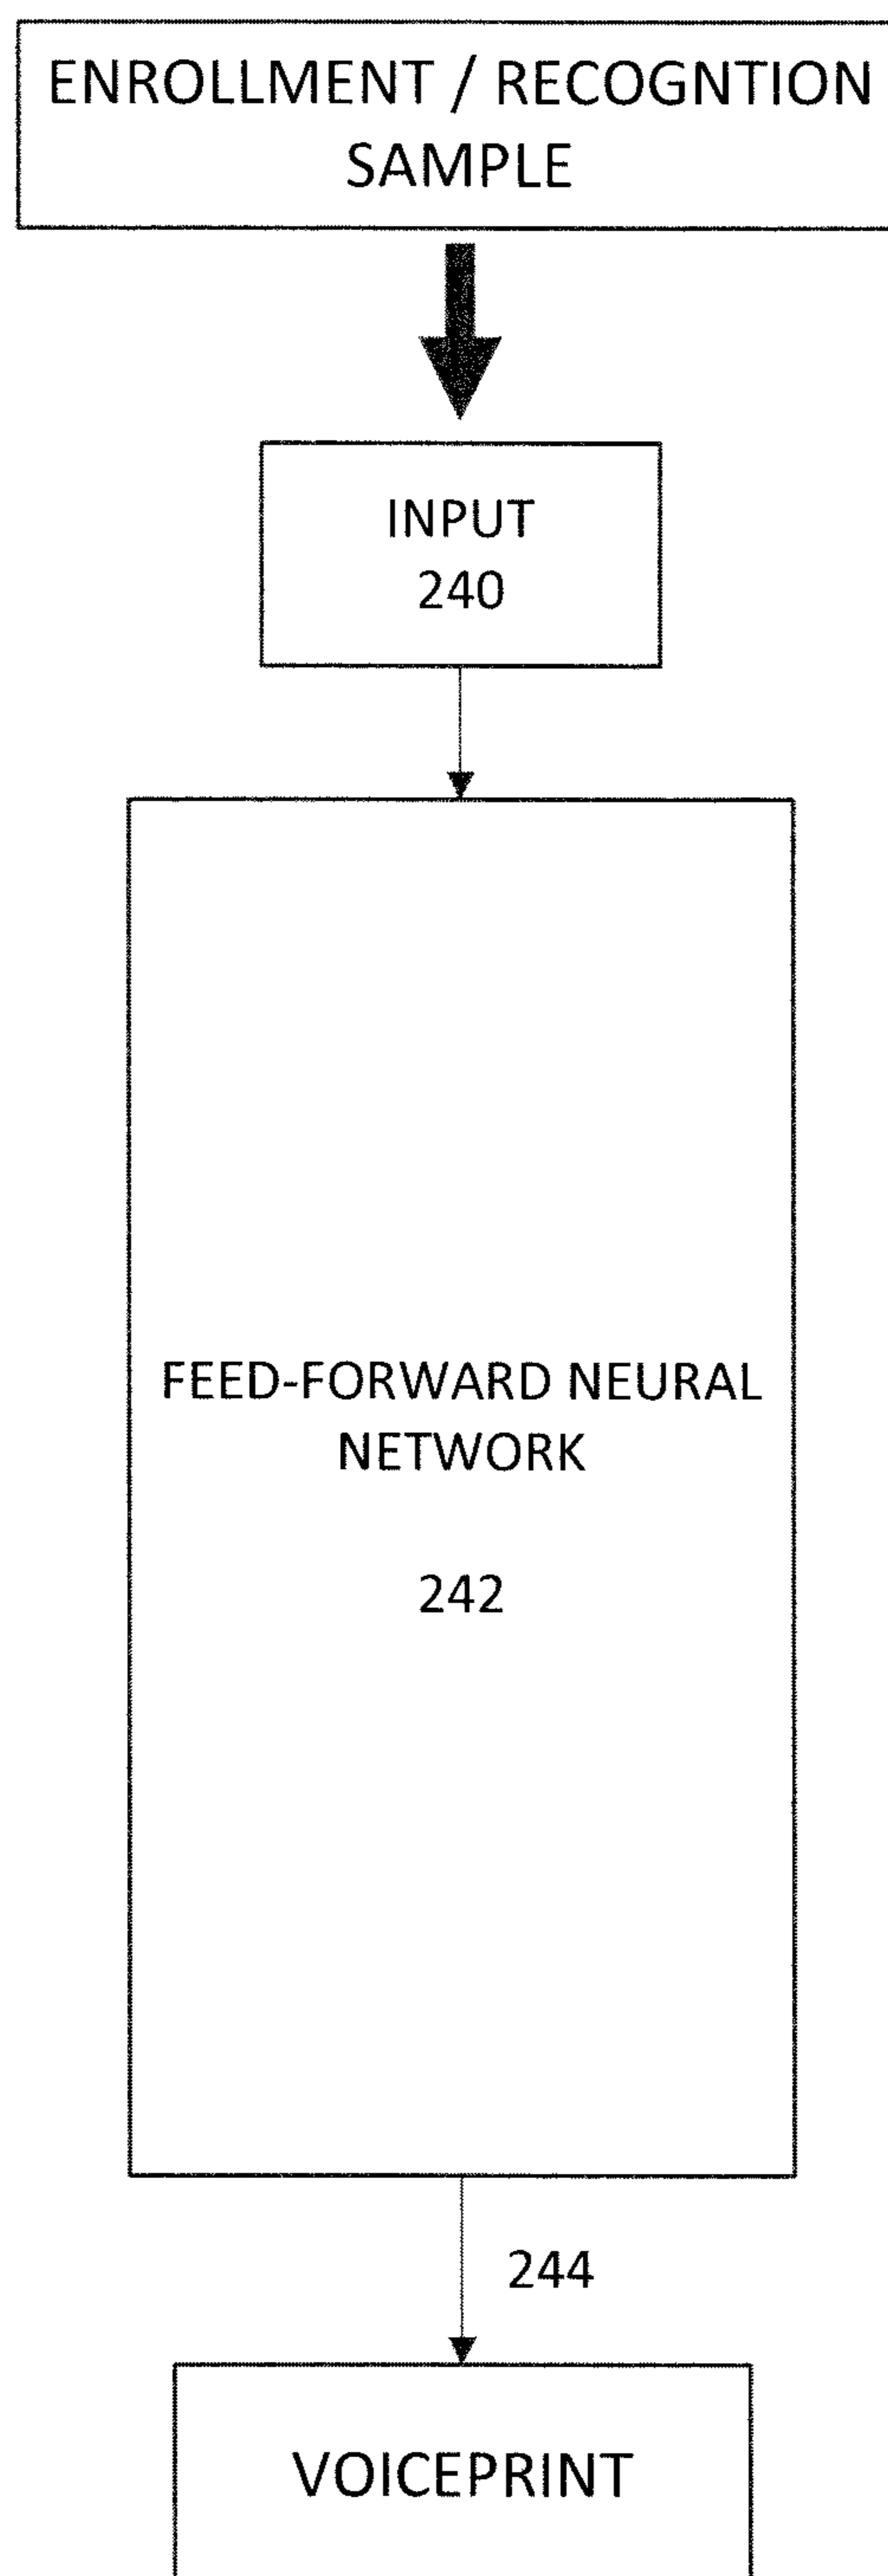 ENROLLMENT / RECOGNTION
SAMPLE
INPUT
240
FEED-FORWARD NEURAL
NETWORK
242
244
VOICEPRINT